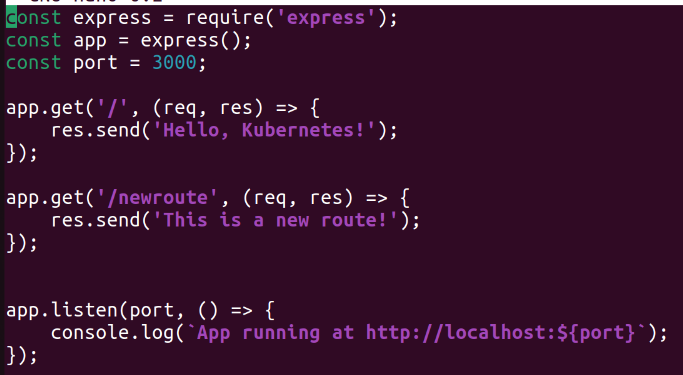 const express = require('express');
const app = express();
const port = 3000;
app.get('/', (req, res) => {
    res.send('Hello, Kubernetes!');
});
app.get('/newroute', (req, res) => {
    res.send('This is a new route!');
});
app.listen(port, () => {
    console.log(`App running at http://localhost:${port}`);
});